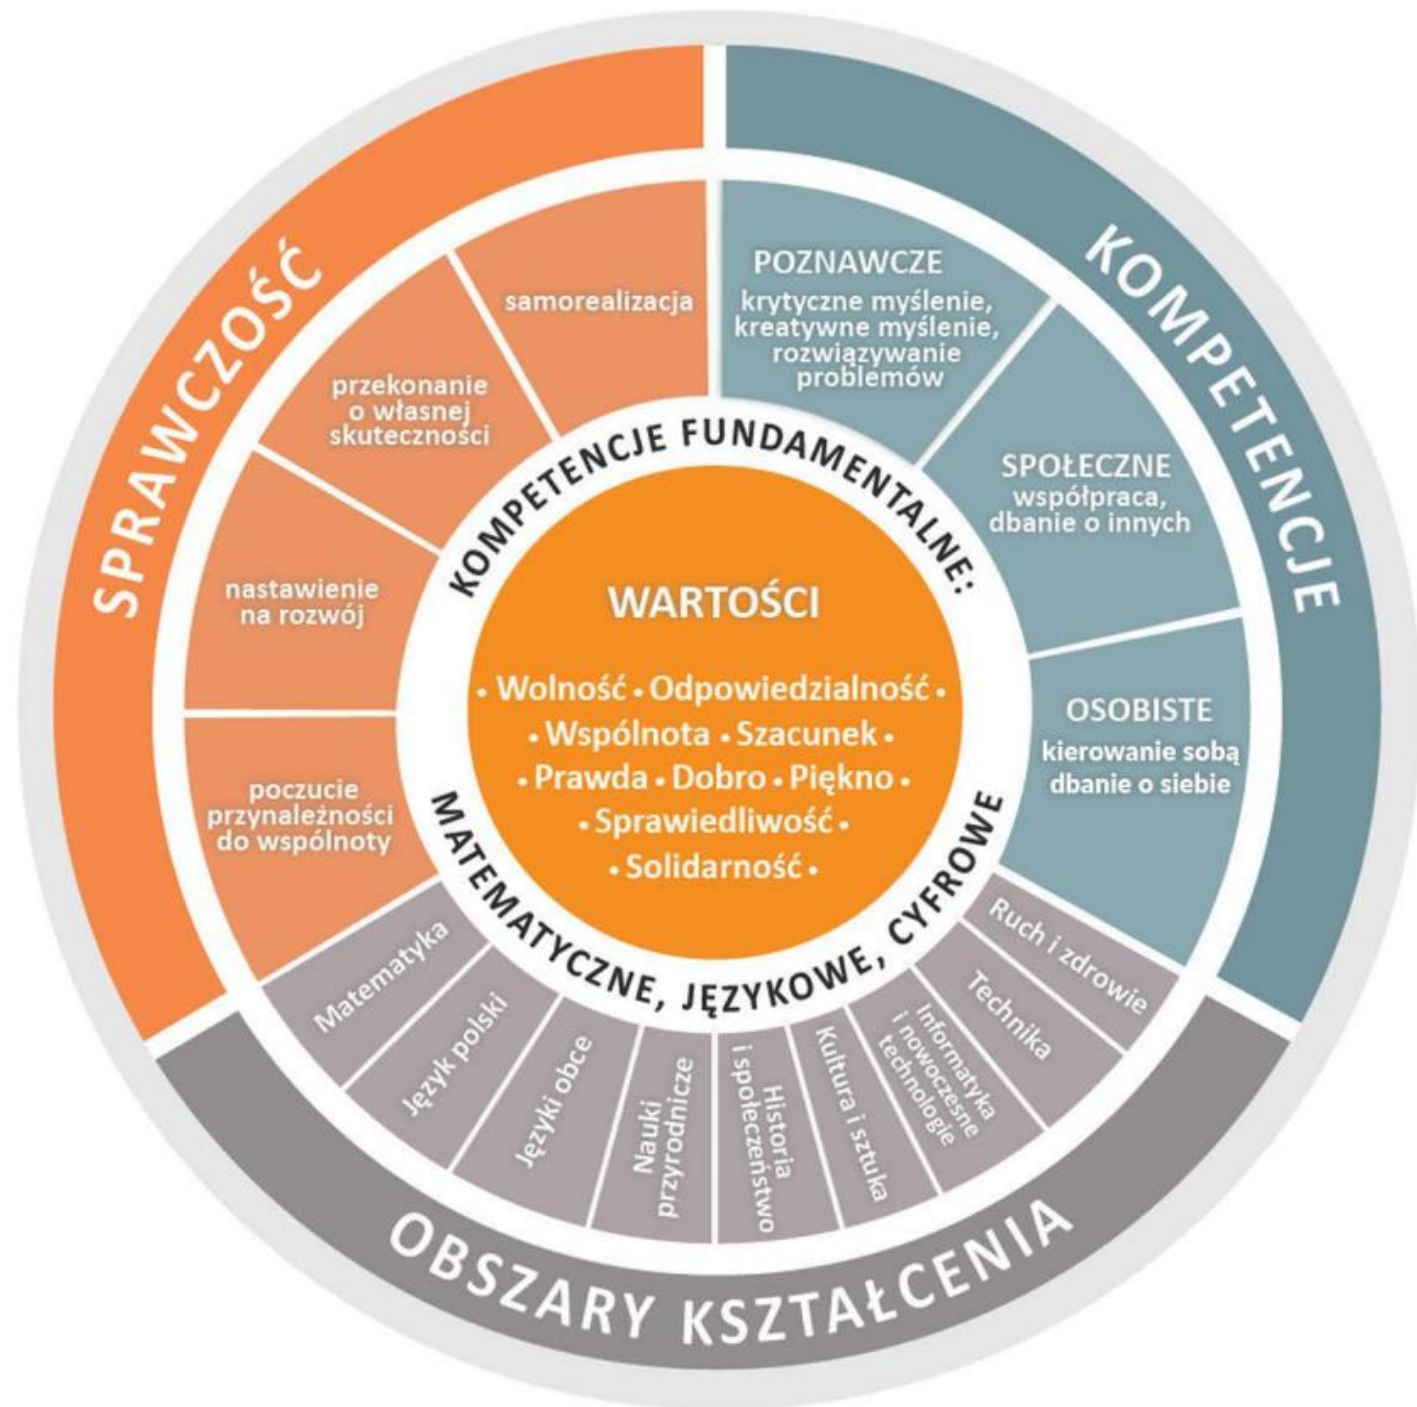 SPRAWCZOŚĆ
samorealizacja
przekonanie
o własnej
skuteczności
nastawienie
na rozwój
poczucie
przynależności
do wspólnoty
KOMPETENCJE
POZNAWCZE
krytyczne myślenie,
kreatywne myślenie,
rozwiązywanie
problemów
SPOŁECZNE
współpraca,
dbanie o innych
OSOBISTE
kierowanie sobą
dbanie o siebie
KOMPETENCJE FUNDAMENTALNE:
MATEMATYCZNE, JĘZYKOWE, CYFROWE
WARTOŚCI
• Wolność • Odpowiedzialność •
• Wspólnota • Szacunek •
• Prawda • Dobro • Piękno •
• Sprawiedliwość •
• Solidarność •
Matematyka
Język polski
Języki obce
Nauki
przyrodnicze
Historia
i społeczeństwo
Kultura i sztuka
Informatyka
i nowoczesne
technologie
Technika
Ruch i zdrowie
OBSZARY KSZTAŁCENIA